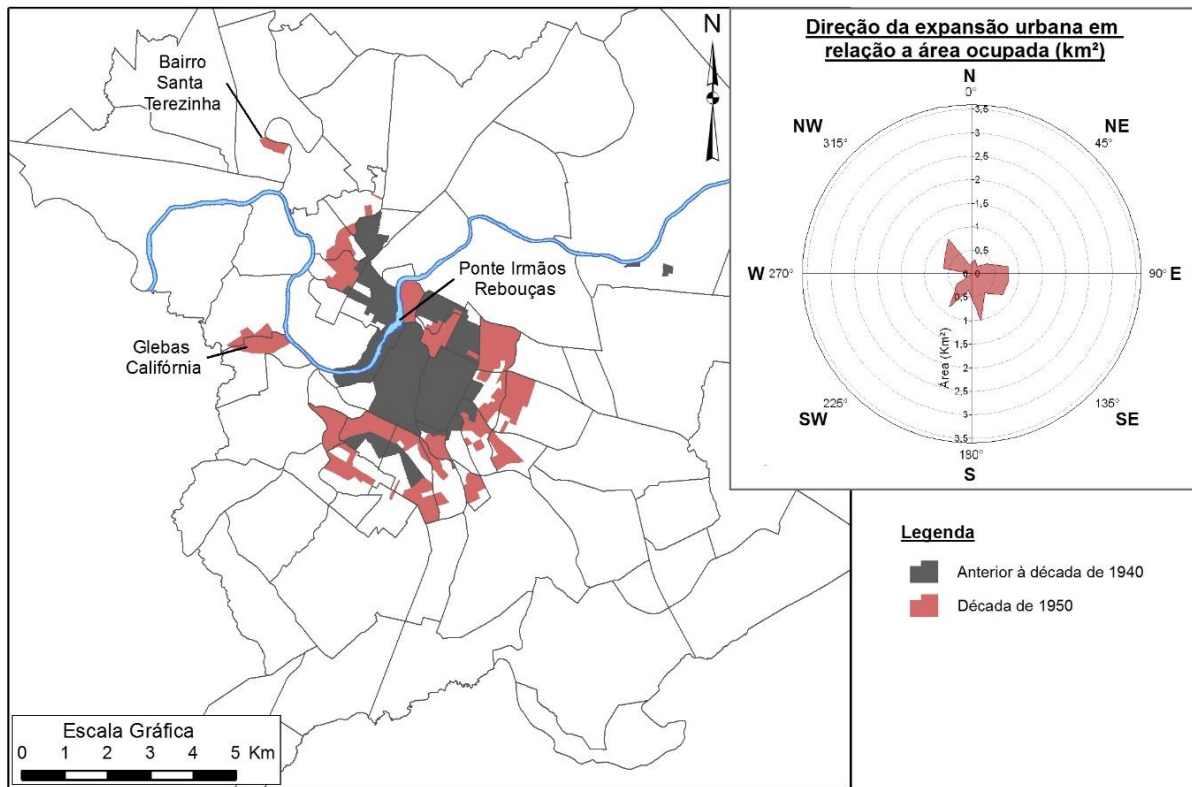 Bairro
Santa
Terezinha
N
Ponte Irmãos
Rebouças
Glebas
Califórnia
Escala Gráfica
0 1 2 3 4 5 Km
Direção da expansão urbana em
relação a área ocupada (km²)
N
0°
NW
315°
NE
45°
3,5
3
2,5
2
1,5
1
0,5
W 270°
0
90° E
0,5
1
1,5
2
2,5
3
3,5
Área (Km²)
225°
SW
135°
SE
180°
S
Legenda
Anterior à década de 1940
Década de 1950